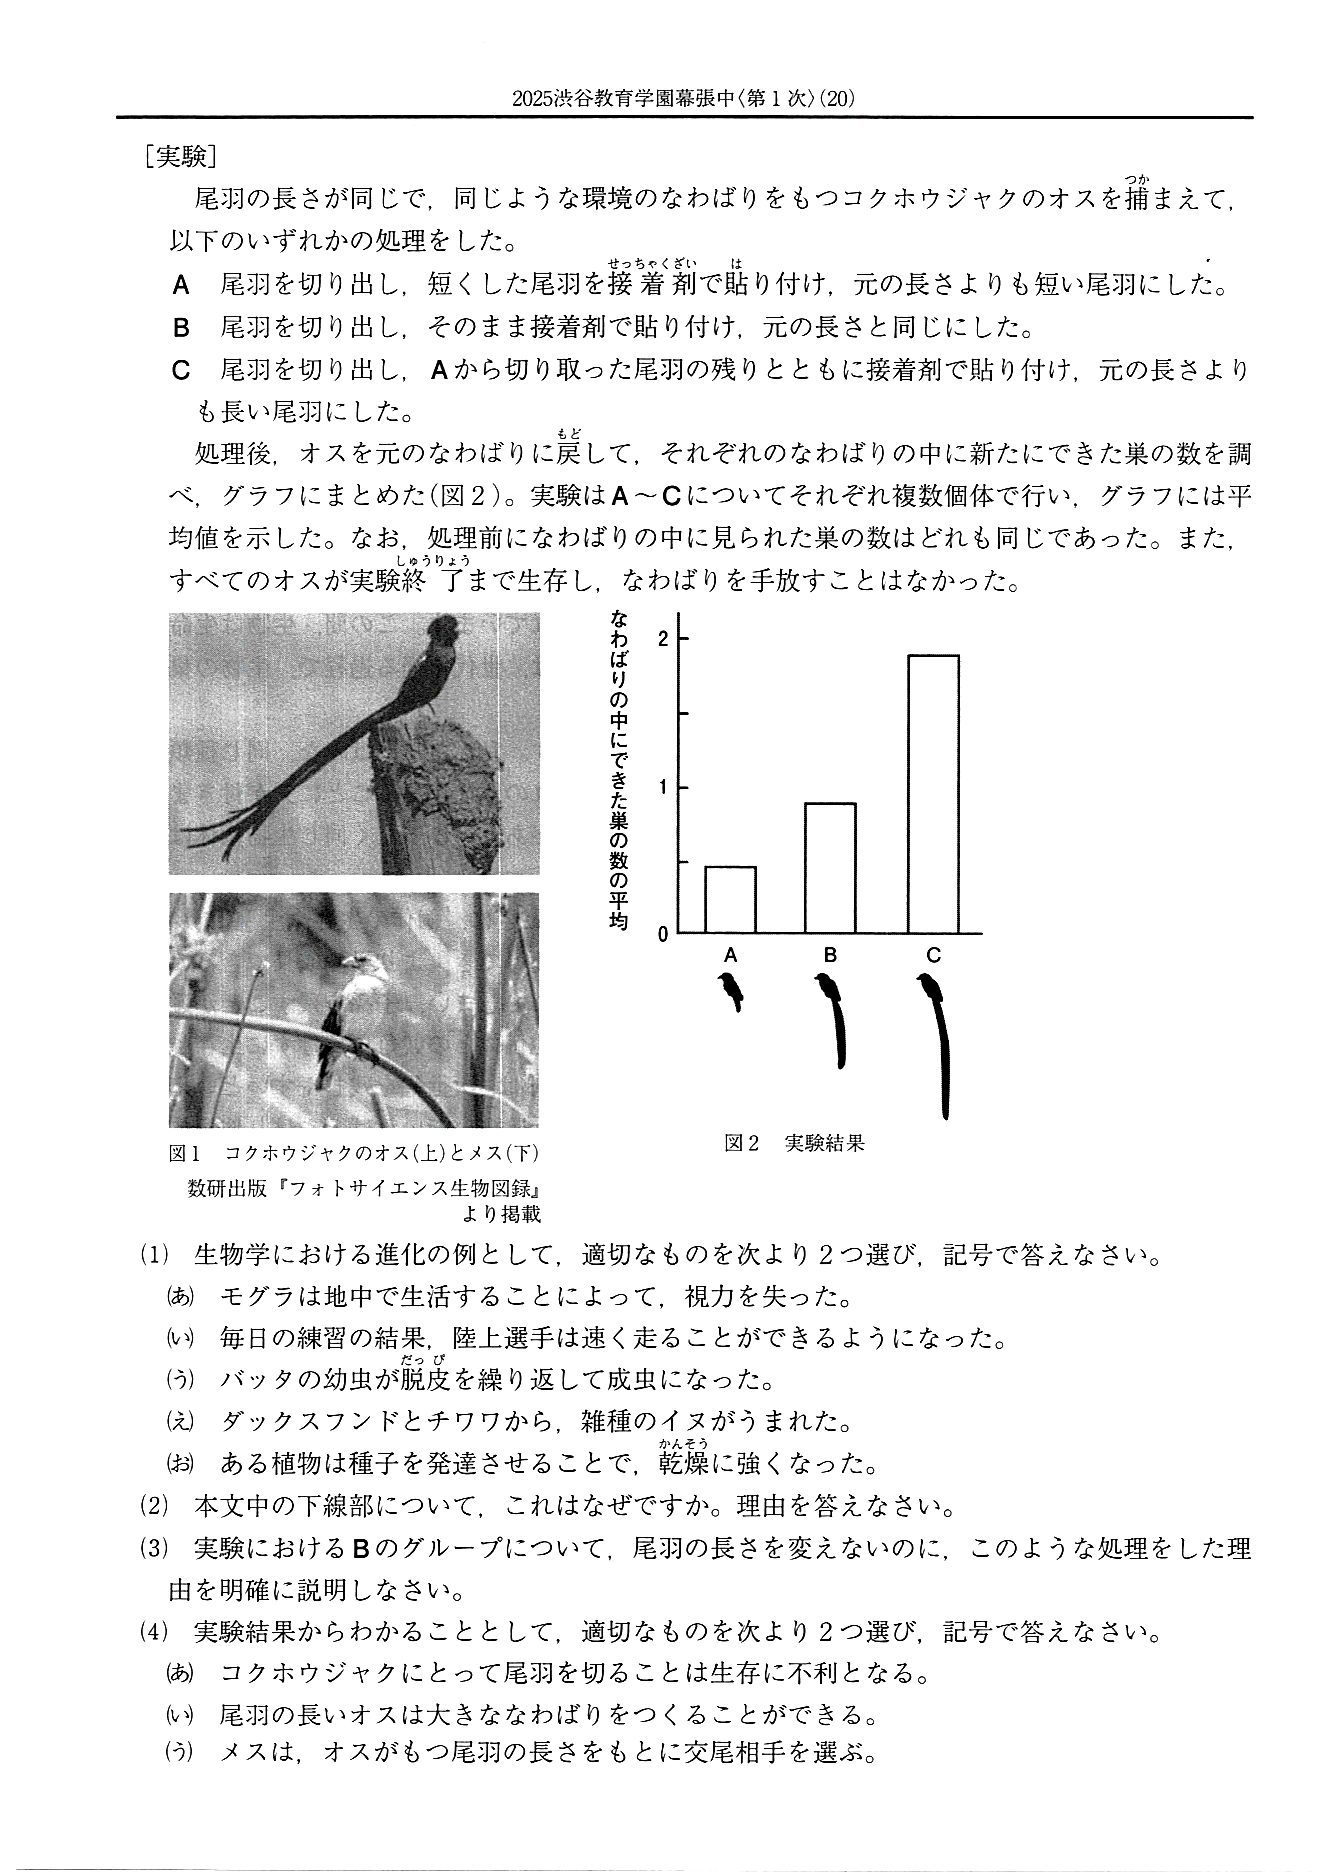 2025渋谷教育学園幕張中〈第1次〉(20)
［実験］
尾羽の長さが同じで，同じような環境のなわばりをもつコクホウジャクのオスを捕まえて，
以下のいずれかの処理をした。
A　尾羽を切り出し，短くした尾羽を接着剤で貼り付け，元の長さよりも短い尾羽にした。
B　尾羽を切り出し，そのまま接着剤で貼り付け，元の長さと同じにした。
C　尾羽を切り出し，Aから切り取った尾羽の残りとともに接着剤で貼り付け，元の長さより
も長い尾羽にした。
処理後，オスを元のなわばりに戻して，それぞれのなわばりの中に新たにできた巣の数を調
べ，グラフにまとめた(図2)。実験はA～Cについてそれぞれ複数個体で行い，グラフには平
均値を示した。なお，処理前になわばりの中に見られた巣の数はどれも同じであった。また，
すべてのオスが実験終了まで生存し，なわばりを手放すことはなかった。
なわばりの中にできた巣の数の平均
2
1
0
A B C
図1　コクホウジャクのオス(上)とメス(下)
数研出版『フォトサイエンス生物図録』
より掲載
図2　実験結果
(1)　生物学における進化の例として，適切なものを次より2つ選び，記号で答えなさい。
(あ)　モグラは地中で生活することによって，視力を失った。
(い)　毎日の練習の結果，陸上選手は速く走ることができるようになった。
(う)　バッタの幼虫が脱皮を繰り返して成虫になった。
(え)　ダックスフンドとチワワから，雑種のイヌがうまれた。
(お)　ある植物は種子を発達させることで，乾燥に強くなった。
(2)　本文中の下線部について，これはなぜですか。理由を答えなさい。
(3)　実験におけるBのグループについて，尾羽の長さを変えないのに，このような処理をした理
由を明確に説明しなさい。
(4)　実験結果からわかることとして，適切なものを次より2つ選び，記号で答えなさい。
(あ)　コクホウジャクにとって尾羽を切ることは生存に不利となる。
(い)　尾羽の長いオスは大きななわばりをつくることができる。
(う)　メスは，オスがもつ尾羽の長さをもとに交尾相手を選ぶ。